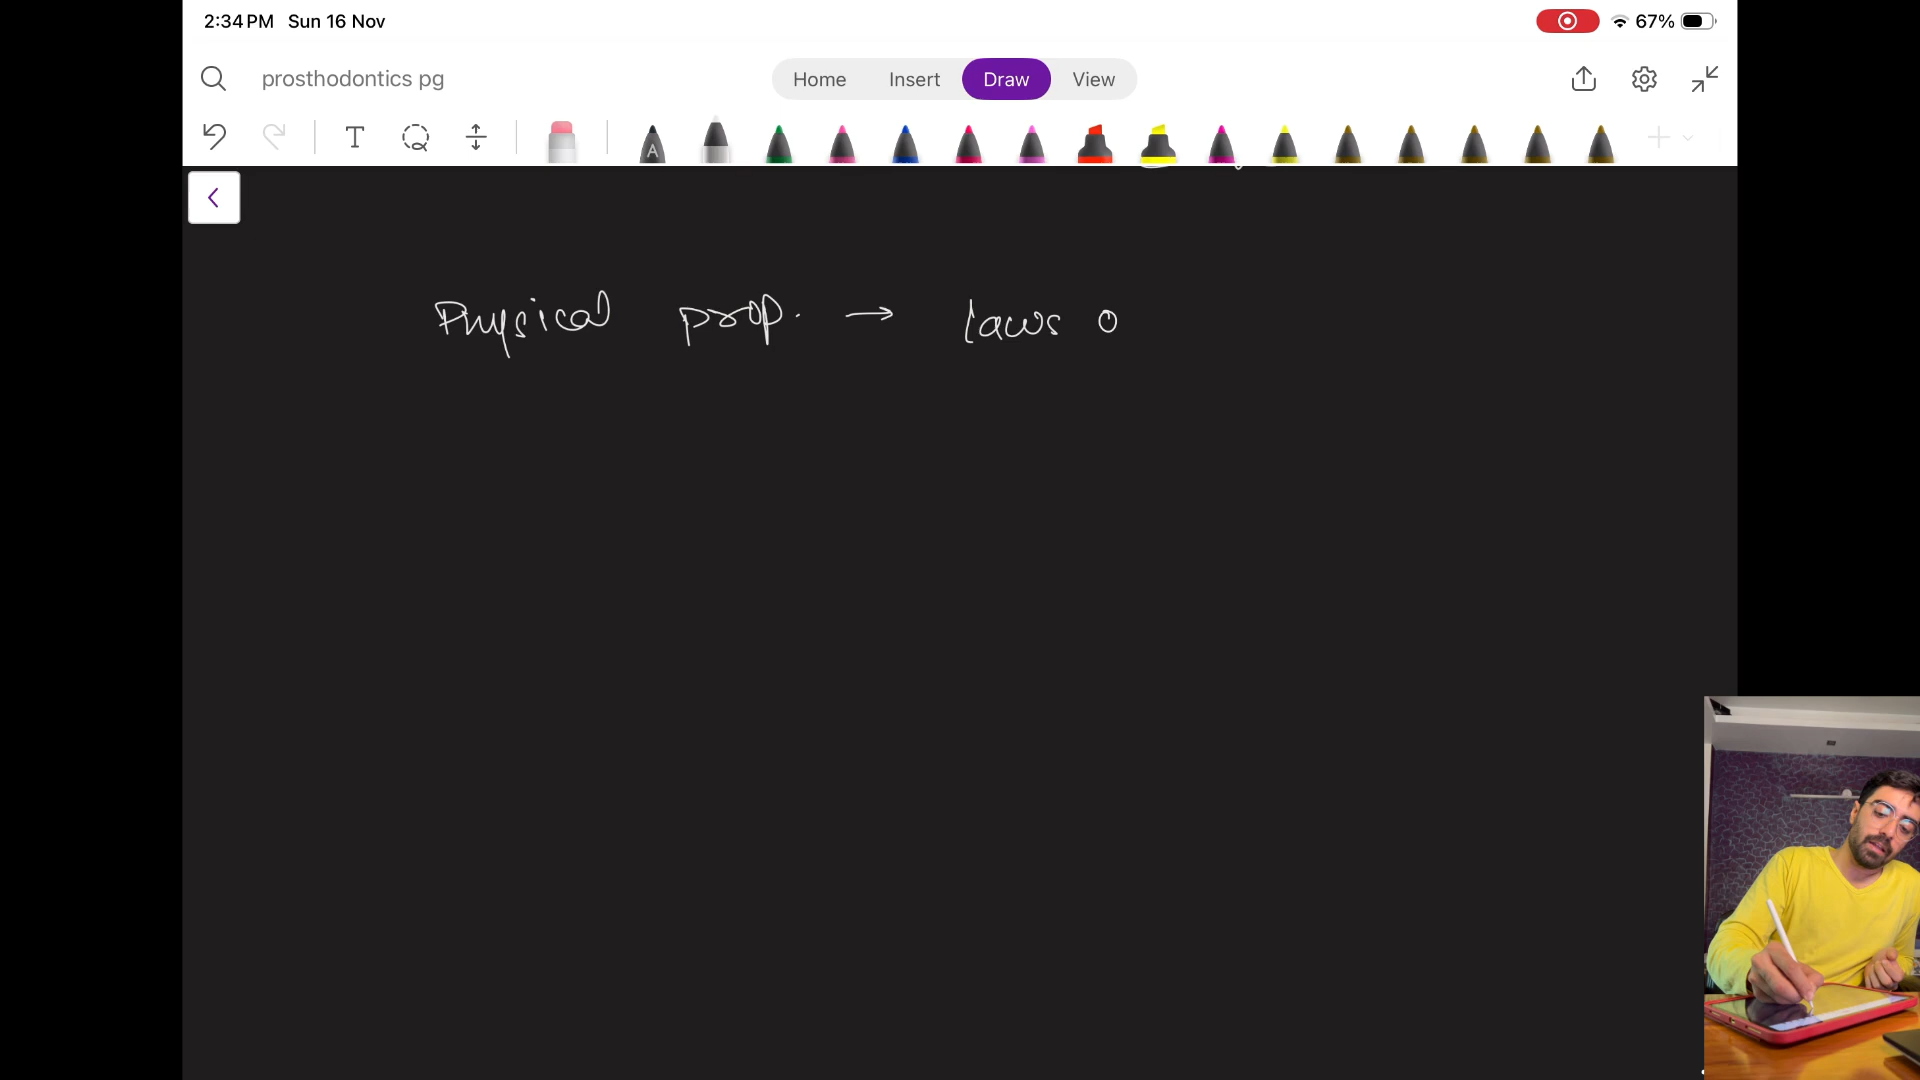 2:34 PM Sun 16 Nov 67%
prosthodontics pg Home Insert Draw View
T A
Physical prop. → laws o